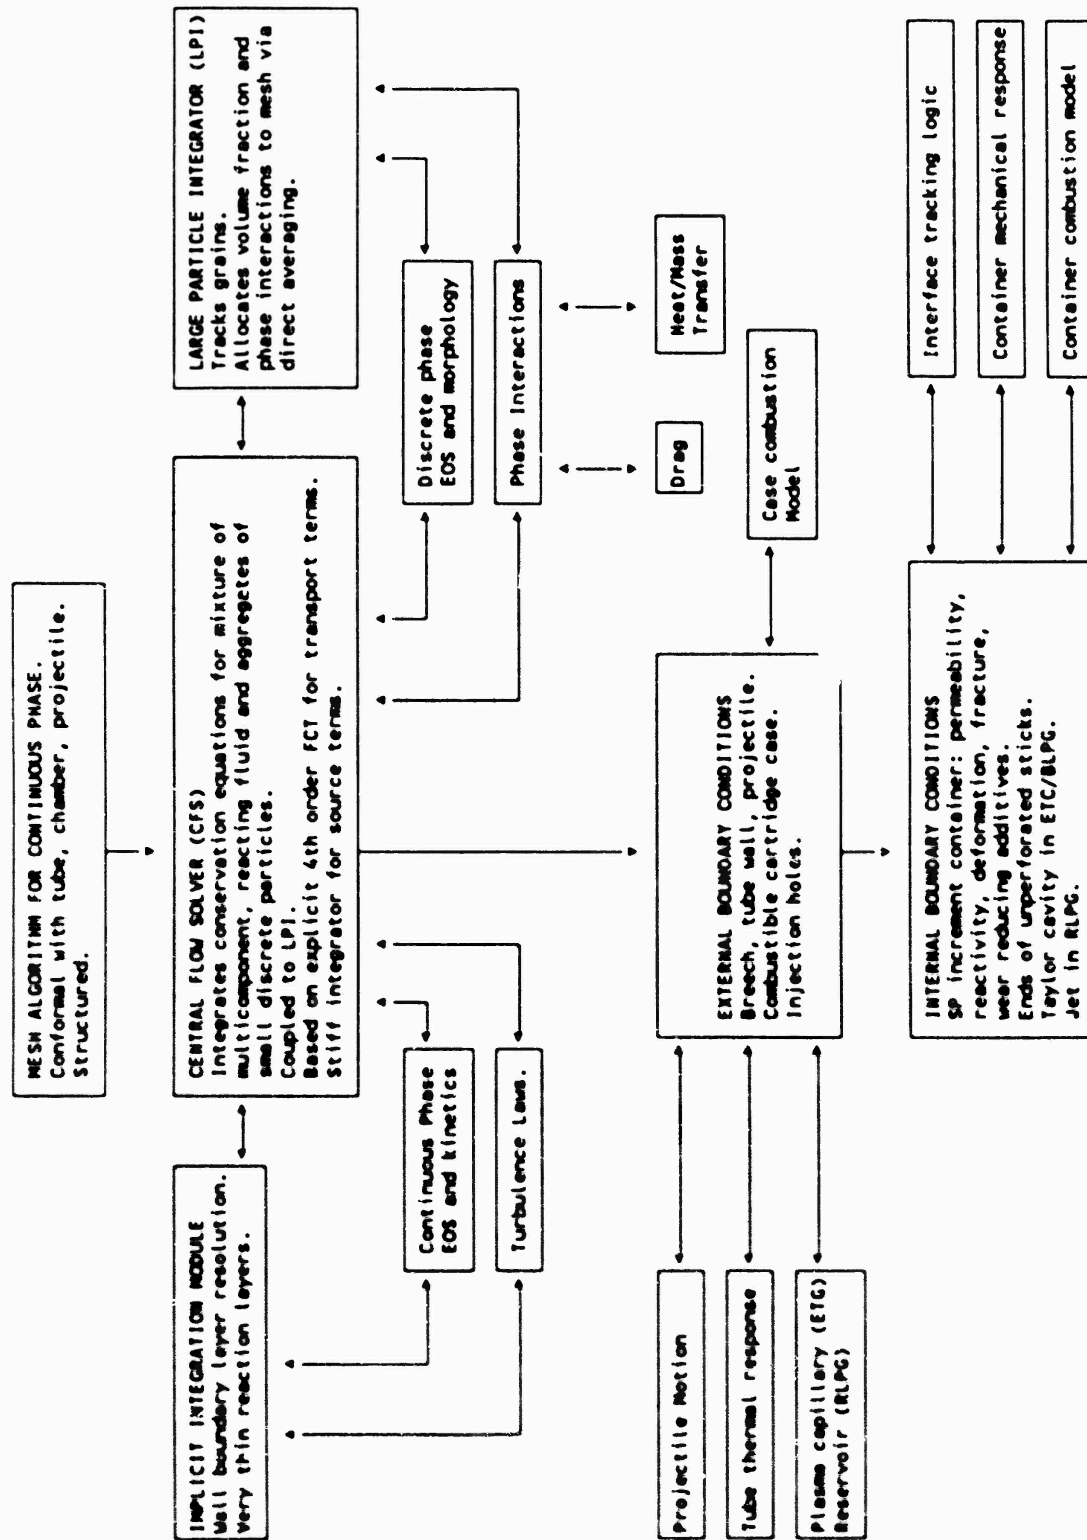 MESH ALGORITHM FOR CONTINUOUS PHASE.
Conformal with tube, chamber, projectile.
Structured.
IMPLICIT INTEGRATION MODULE
Wall boundary layer resolution.
Very thin reaction layers.
CENTRAL FLOW SOLVER (CFS)
Integrates conservation equations for mixture of
multicomponent, reacting fluid and aggregates of
small discrete particles.
Coupled to LPI.
Based on explicit 4th order FCT for transport terms.
Stiff integrator for source terms.
LARGE PARTICLE INTEGRATOR (LPI)
Tracks grains.
Allocates volume fraction and
phase interactions to mesh via
direct averaging.
Continuous Phase
EOS and kinetics
Turbulence Laws.
Discrete phase
EOS and morphology
Phase Interactions
Drag
Heat/Mass
Transfer
Projectile Motion
Tube thermal response
Plasma capillary (ETG)
Reservoir (RLPG)
EXTERNAL BOUNDARY CONDITIONS
Breech, tube wall, projectile.
Combustible cartridge case.
Injection holes.
Case combustion
Model
INTERNAL BOUNDARY CONDITIONS
SP increment container: permeability,
reactivity, deformation, fracture,
wear reducing additives.
Ends of unperforated sticks.
Taylor cavity in ETC/BLPG.
Jet in RLPG.
Interface tracking logic
Container mechanical response
Container combustion model